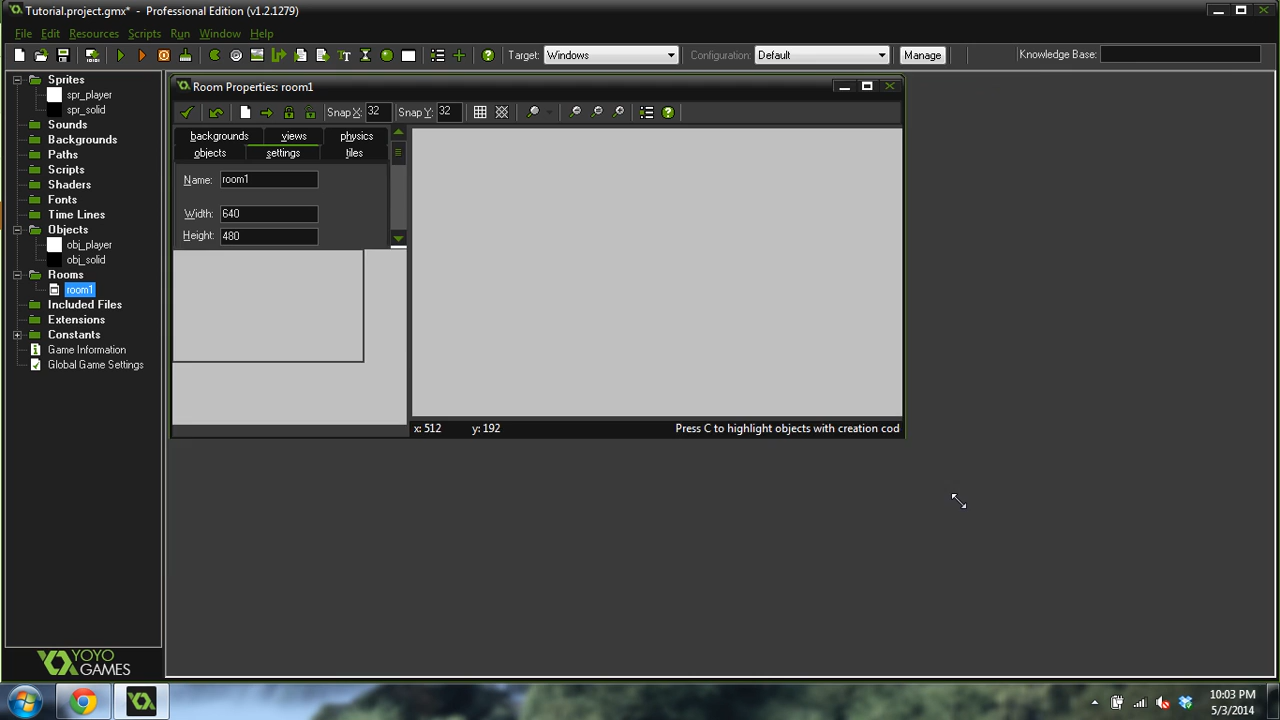 Tutorial.project.gmx* - Professional Edition (v1.2.1279)
File Edit Resources Scripts Run Window Help
Target: Windows Configuration: Default Manage Knowledge Base:
Sprites
spr_player
spr_solid
Sounds
Backgrounds
Paths
Scripts
Shaders
Fonts
Time Lines
Objects
obj_player
obj_solid
Rooms
room1
Included Files
Extensions
Constants
Game Information
Global Game Settings
YOYO
GAMES
Room Properties: room1
Snap X: 32 Snap Y: 32
backgrounds views physics
objects settings tiles
Name: room1
Width: 640
Height: 480
x: 512 y: 192 Press C to highlight objects with creation cod
10:03 PM
5/3/2014